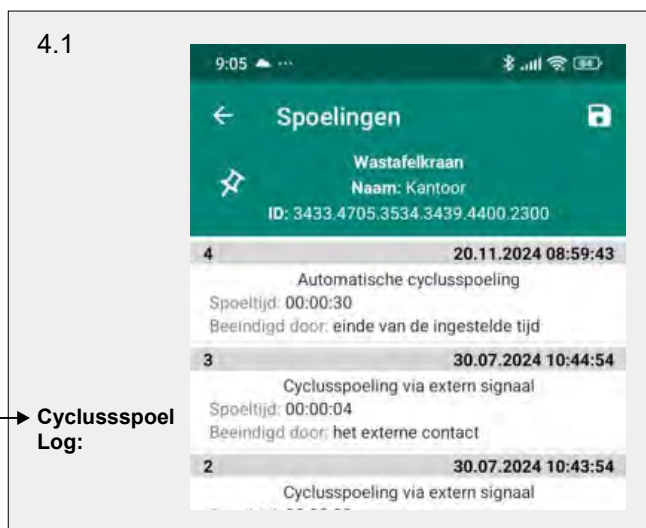 4.1
9:05 ...
84
Spoelingen
Wastafelkraan
Naam: Kantoor
ID: 3433.4705.3534.3439.4400.2300
4 20.11.2024 08:59:43
Automatische cyclusspoeling
Spoeltijd: 00:00:30
Beeindigd door: einde van de ingestelde tijd
3 30.07.2024 10:44:54
Cyclusspoeling via extern signaal
Spoeltijd: 00:00:04
Beeindigd door: het externe contact
Cyclussspoel
Log:
2 30.07.2024 10:43:54
Cyclusspoeling via extern signaal